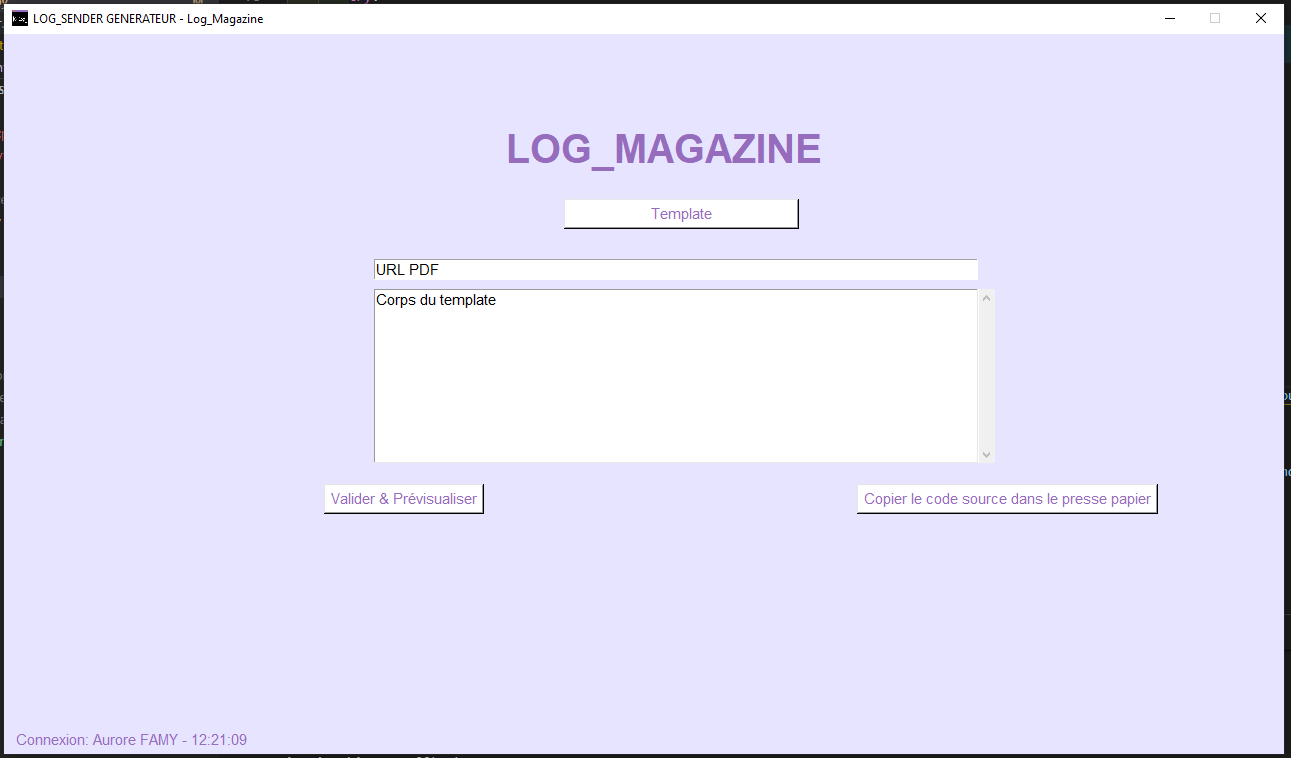 LOG_SENDER GENERATEUR - Log_Magazine
LOG_MAGAZINE
Template
URL PDF
Corps du template
Valider & Prévisualiser
Copier le code source dans le presse papier
Connexion: Aurore FAMY - 12:21:09